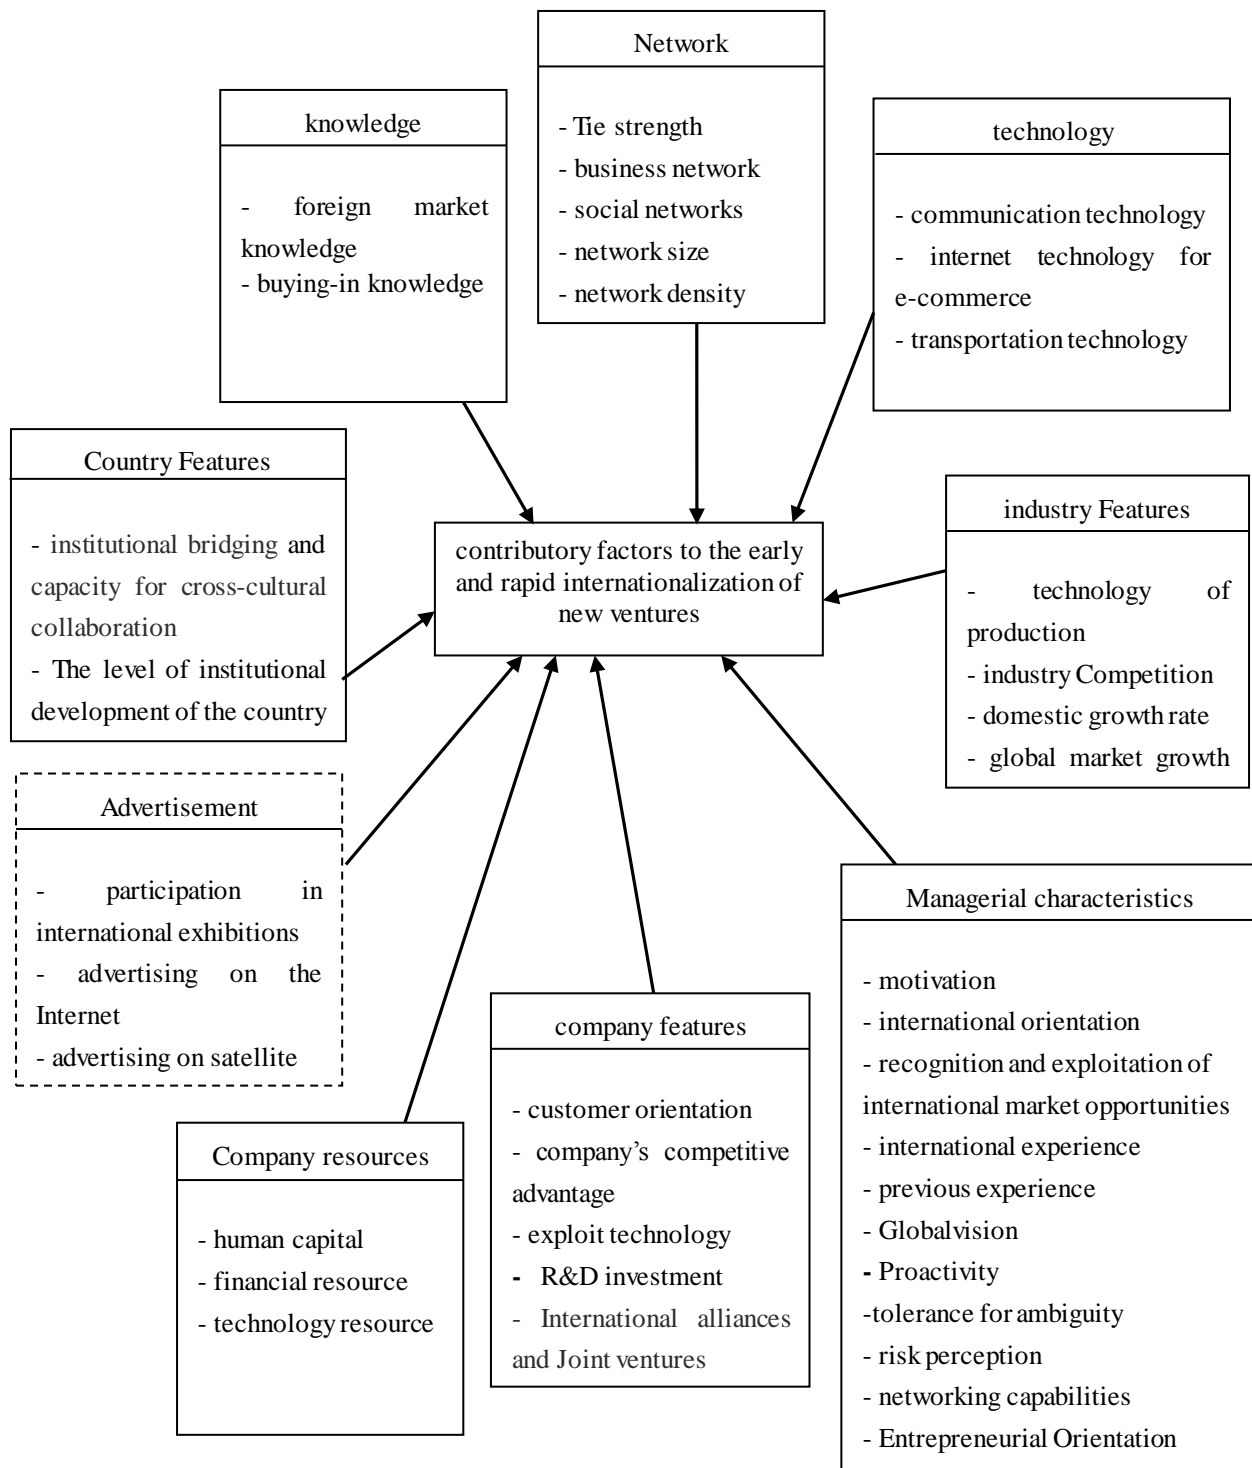 Network
- Tie strength
- business network
- social networks
- network size
- network density
knowledge
- foreign market
knowledge
- buying-in knowledge
technology
- communication technology
- internet technology for
e-commerce
- transportation technology
Country Features
- institutional bridging and
capacity for cross-cultural
collaboration
- The level of institutional
development of the country
contributory factors to the early
and rapid internationalization of
new ventures
industry Features
- technology of
production
- industry Competition
- domestic growth rate
- global market growth
Advertisement
- participation in
international exhibitions
- advertising on the
Internet
- advertising on satellite
Company resources
- human capital
- financial resource
- technology resource
company features
- customer orientation
- company’s competitive
advantage
- exploit technology
- R&D investment
- International alliances
and Joint ventures
Managerial characteristics
- motivation
- international orientation
- recognition and exploitation of
international market opportunities
- international experience
- previous experience
- Globalvision
- Proactivity
-tolerance for ambiguity
- risk perception
- networking capabilities
- Entrepreneurial Orientation